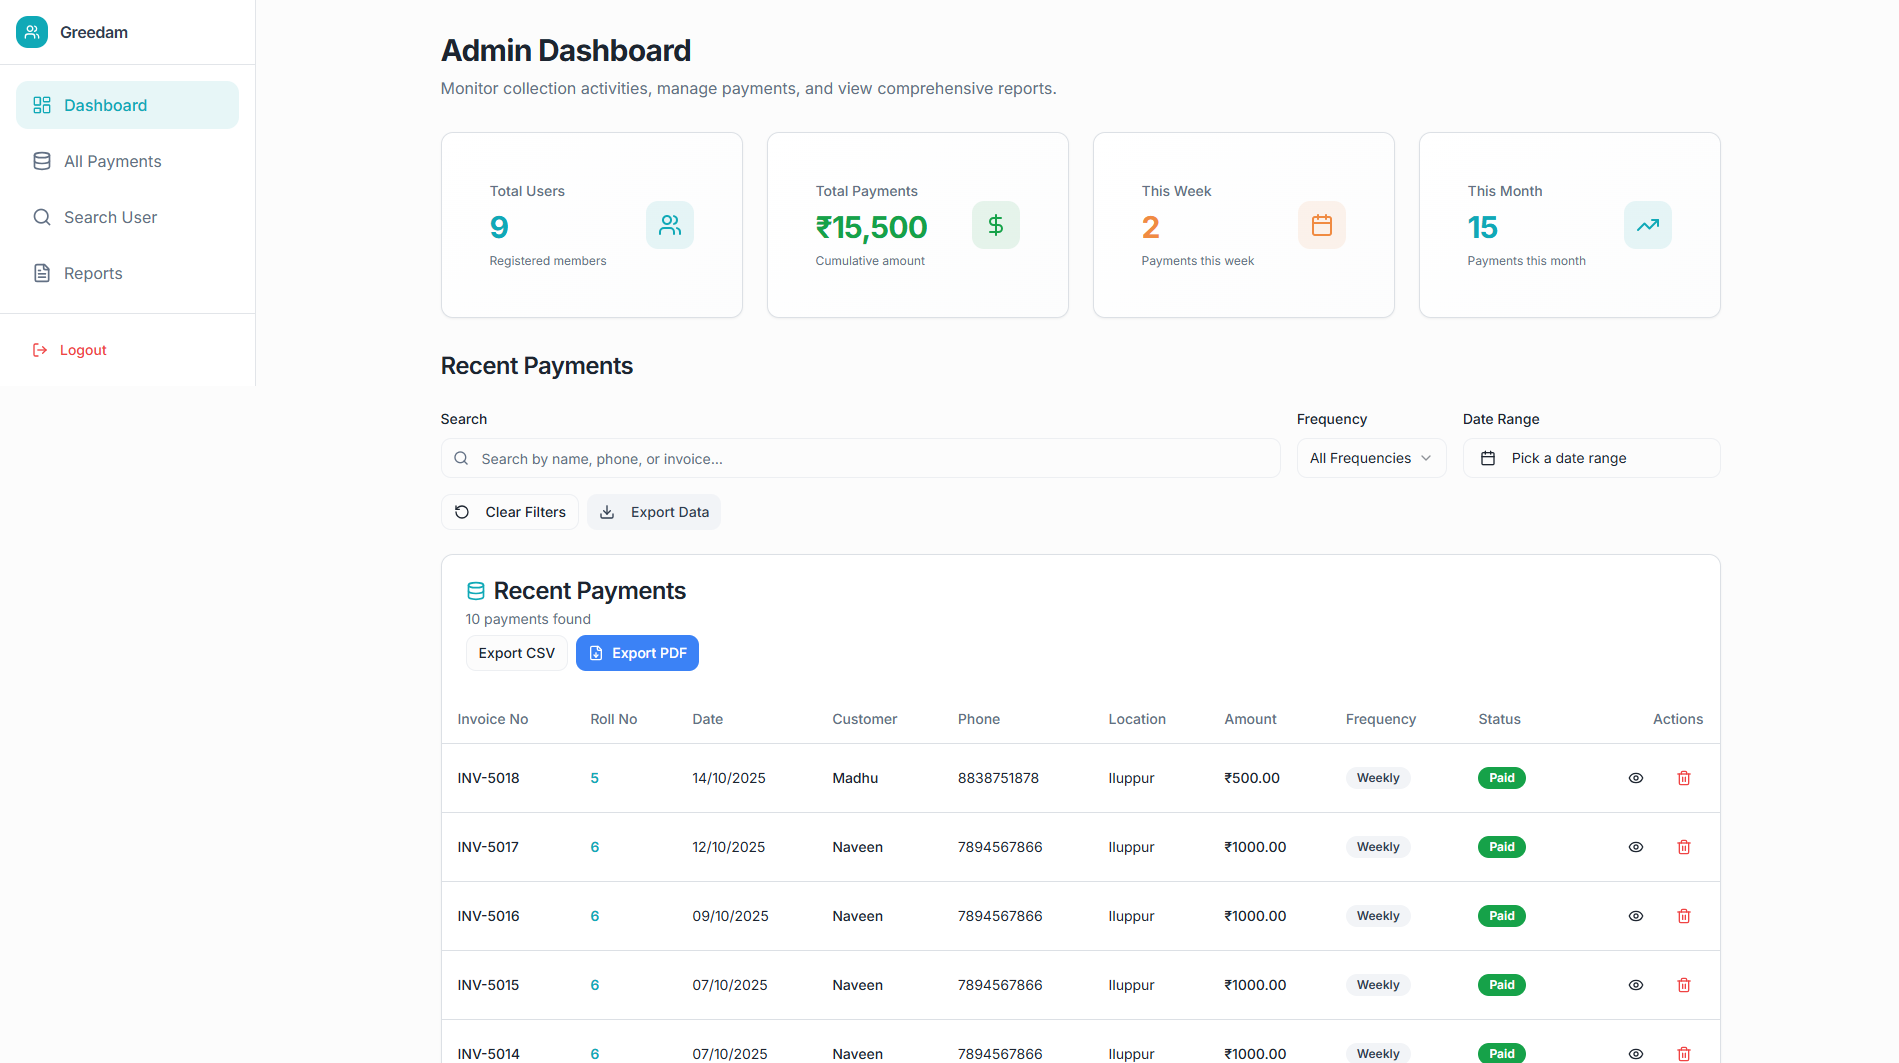 Greedam
Dashboard
All Payments
Search User
Reports
Logout
Admin Dashboard
Monitor collection activities, manage payments, and view comprehensive reports.
Total Users
9
Registered members
Total Payments
₹15,500
Cumulative amount
This Week
2
Payments this week
This Month
15
Payments this month
Recent Payments
Search
Search by name, phone, or invoice...
Frequency
All Frequencies
Date Range
Pick a date range
Clear Filters
Export Data
Recent Payments
10 payments found
Export CSV
Export PDF
Invoice No Roll No Date Customer Phone Location Amount Frequency Status Actions
INV-5018 5 14/10/2025 Madhu 8838751878 Iluppur ₹500.00 Weekly Paid
INV-5017 6 12/10/2025 Naveen 7894567866 Iluppur ₹1000.00 Weekly Paid
INV-5016 6 09/10/2025 Naveen 7894567866 Iluppur ₹1000.00 Weekly Paid
INV-5015 6 07/10/2025 Naveen 7894567866 Iluppur ₹1000.00 Weekly Paid
INV-5014 6 07/10/2025 Naveen 7894567866 Iluppur ₹1000.00 Weekly Paid